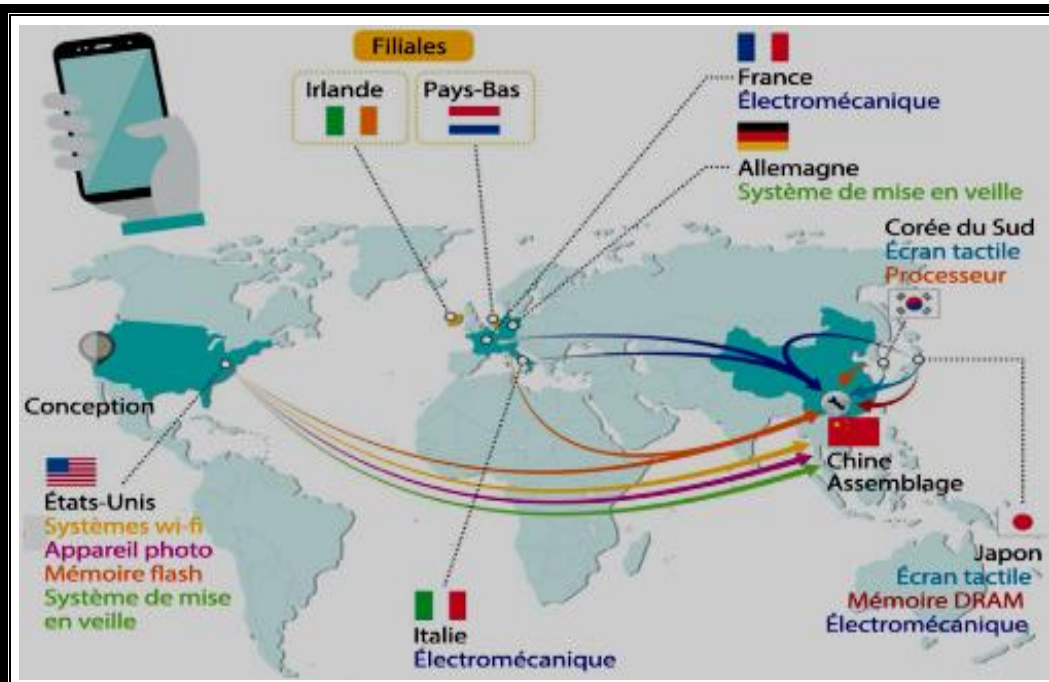 Filiales
Irlande
Pays-Bas
France
Électromécanique
Allemagne
Système de mise en veille
Corée du Sud
Écran tactile
Processeur
Conception
États-Unis
Systèmes wi-fi
Appareil photo
Mémoire flash
Système de mise
en veille
Italie
Électromécanique
Chine
Assemblage
Japon
Écran tactile
Mémoire DRAM
Électromécanique